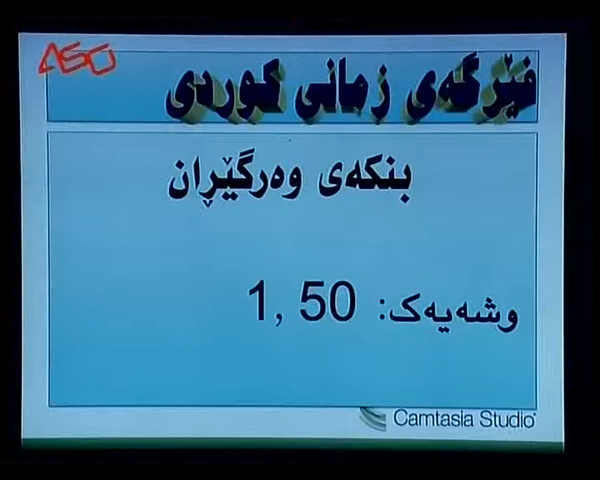 ASO
فێرگەی زمانی کوردی
بنکەی وەرگێڕان
وشەیەک: 1, 50
Camtasia Studio